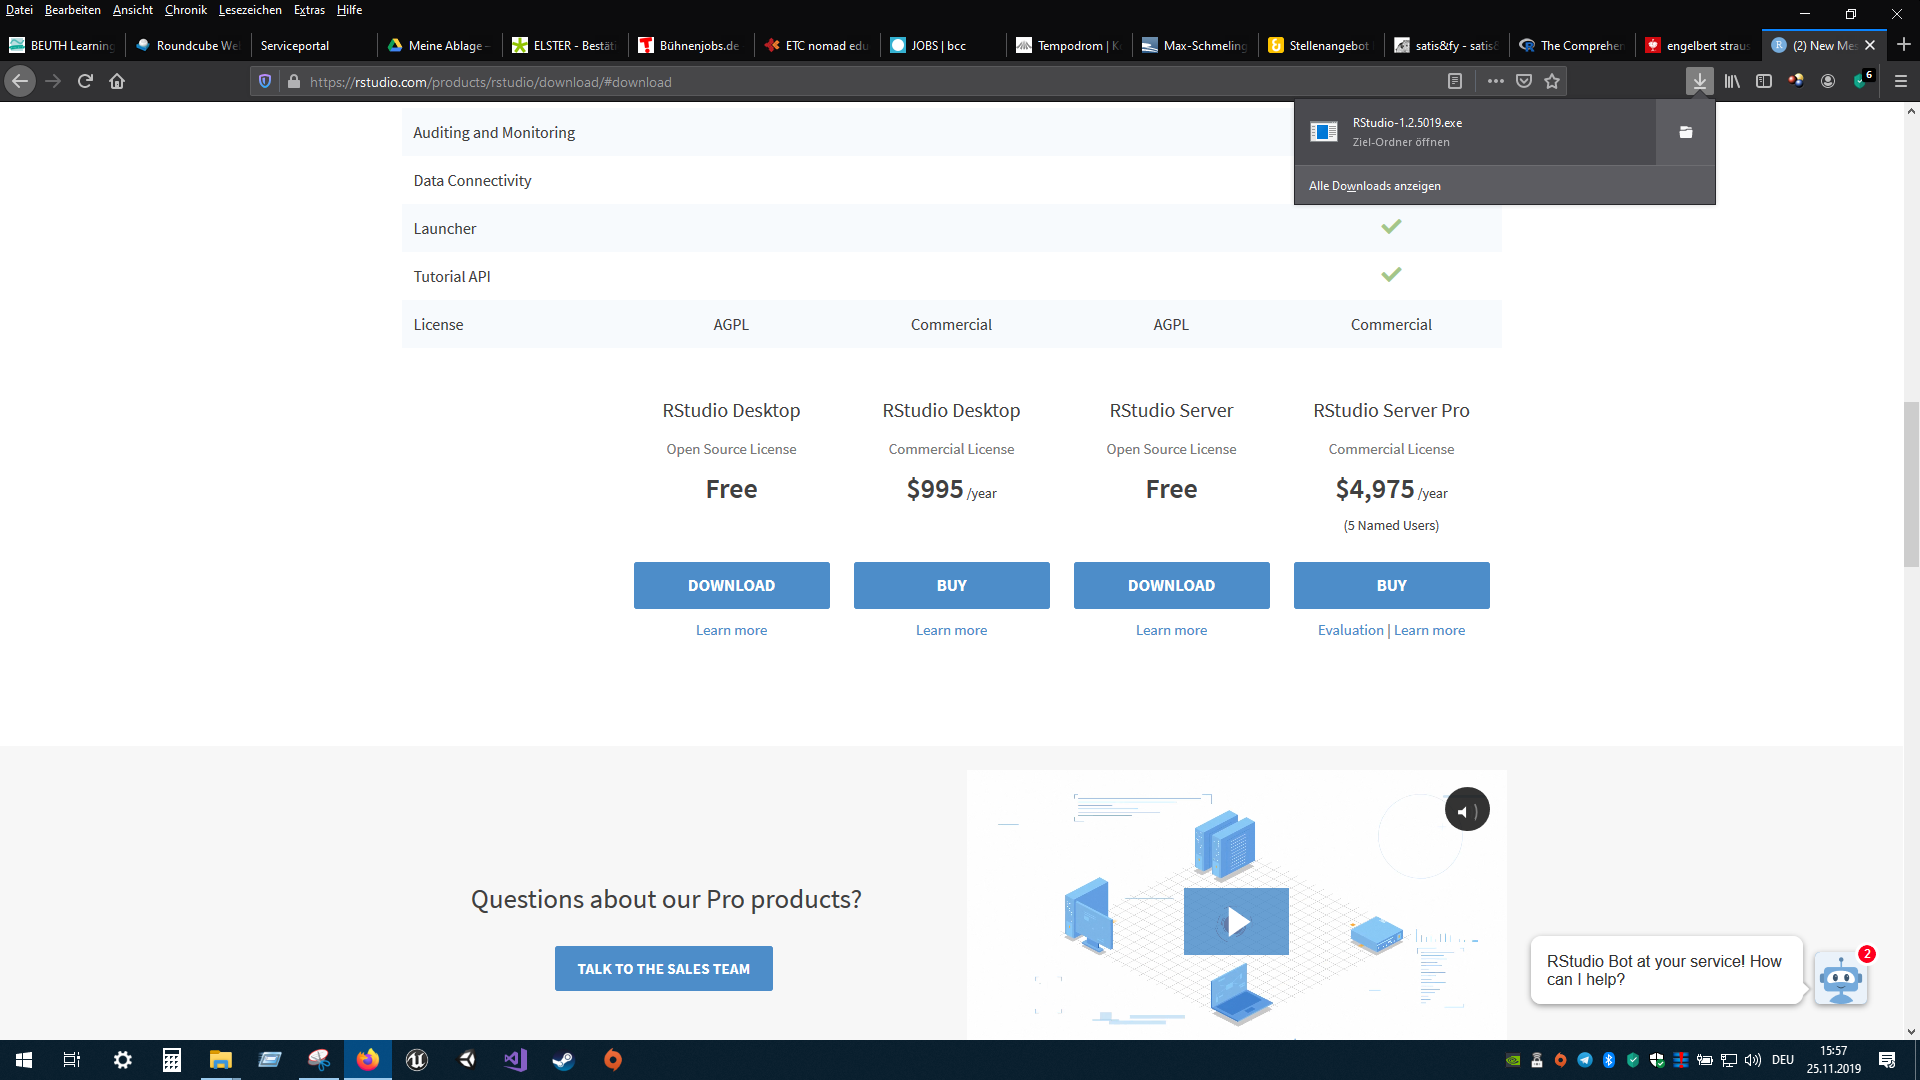 Datei Bearbeiten Ansicht Chronik Lesezeichen Extras Hilfe
BEUTH Learning Roundcube We Serviceportal Meine Ablage - ELSTER - Bestäti Bühnenjobs.de ETC nomad edu JOBS | bcc Tempodrom | K Max-Schmeling Stellenangebot satis&fy - satis& The Comprehen engelbert straus (2) New Mes
https://rstudio.com/products/rstudio/download/#download
6
RStudio-1.2.5019.exe
Ziel-Ordner öffnen
Alle Downloads anzeigen
Auditing and Monitoring
Data Connectivity
Launcher
Tutorial API
License AGPL Commercial AGPL Commercial
RStudio Desktop RStudio Desktop RStudio Server RStudio Server Pro
Open Source License Commercial License Open Source License Commercial License
Free $995 /year Free $4,975 /year
(5 Named Users)
DOWNLOAD BUY DOWNLOAD BUY
Learn more Learn more Learn more Evaluation | Learn more
Questions about our Pro products?
TALK TO THE SALES TEAM
RStudio Bot at your service! How
can I help?
2
DEU
15:57
25.11.2019